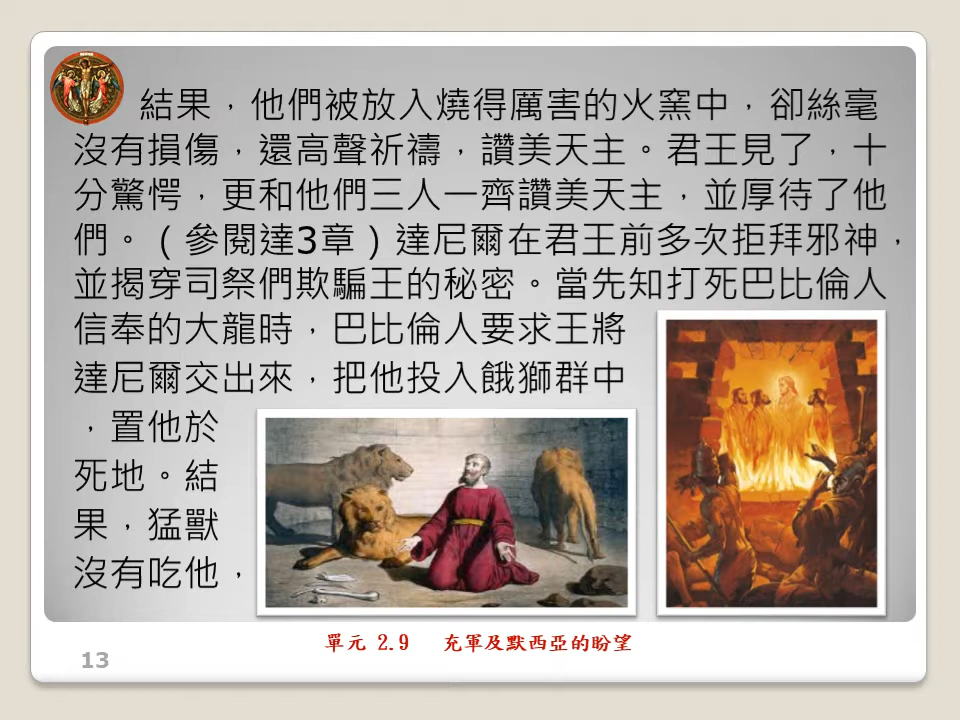 結果，他們被放入燒得厲害的火窯中，卻絲毫
沒有損傷，還高聲祈禱，讚美天主。君王見了，十
分驚愕，更和他們三人一齊讚美天主，並厚待了他
們。（參閱達3章）達尼爾在君王前多次拒拜邪神，
並揭穿司祭們欺騙王的秘密。當先知打死巴比倫人
信奉的大龍時，巴比倫人要求王將
達尼爾交出來，把他投入餓獅群中
，置他於
死地。結
果，猛獸
沒有吃他，
單元 2.9 充軍及默西亞的盼望
13